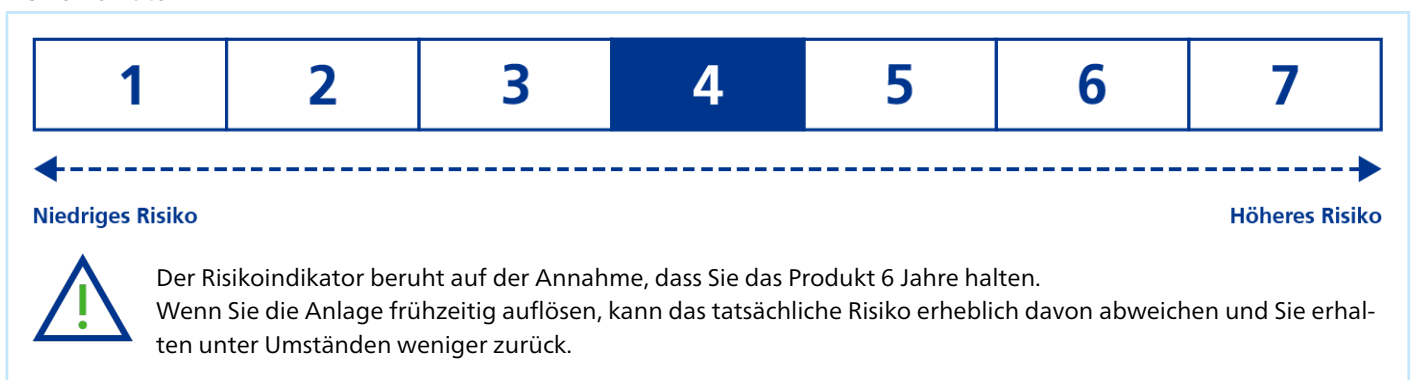 1 2 3 4 5 6 7
Niedriges Risiko Höheres Risiko
Der Risikoindikator beruht auf der Annahme, dass Sie das Produkt 6 Jahre halten.
Wenn Sie die Anlage frühzeitig auflösen, kann das tatsächliche Risiko erheblich davon abweichen und Sie erhal-
ten unter Umständen weniger zurück.